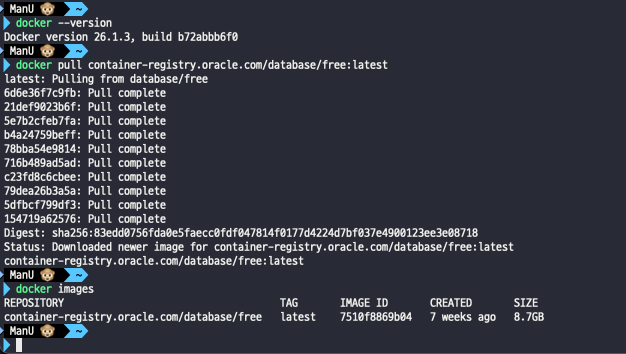 ManU 🐵 ~
docker --version
Docker version 26.1.3, build b72abbb6f0
ManU 🐵 ~
docker pull container-registry.oracle.com/database/free:latest
latest: Pulling from database/free
6d6e36f7c9fb: Pull complete
21def9023b6f: Pull complete
5e7b2cfeb7fa: Pull complete
b4a24759beff: Pull complete
78bba54e9814: Pull complete
716b489ad5ad: Pull complete
c23fd8c6cbee: Pull complete
79dea26b3a5a: Pull complete
5dfbcf799df3: Pull complete
154719a62576: Pull complete
Digest: sha256:83edd0756fda0e5faecc0fdf047814f0177d4224d7bf037e4900123ee3e08718
Status: Downloaded newer image for container-registry.oracle.com/database/free:latest
container-registry.oracle.com/database/free:latest
ManU 🐵 ~
docker images
REPOSITORY TAG IMAGE ID CREATED SIZE
container-registry.oracle.com/database/free latest 7510f8869b04 7 weeks ago 8.7GB
ManU 🐵 ~